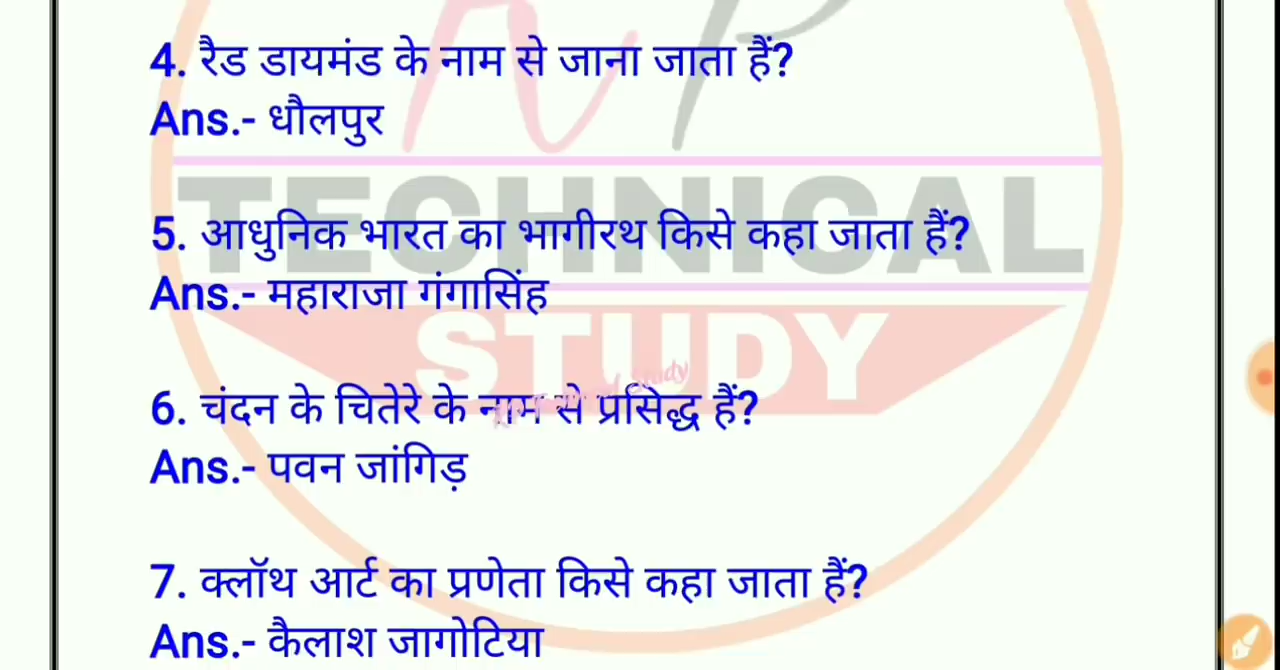 4. रैड डायमंड के नाम से जाना जाता हैं?
Ans.- धौलपुर
TECHNICAL
5. आधुनिक भारत का भागीरथ किसे कहा जाता हैं?
Ans.- महाराजा गंगासिंह
STUDY
6. चंदन के चितेरे के नाम से प्रसिद्ध हैं?
Ans.- पवन जांगिड़
7. क्लॉथ आर्ट का प्रणेता किसे कहा जाता हैं?
Ans.- कैलाश जागोटिया